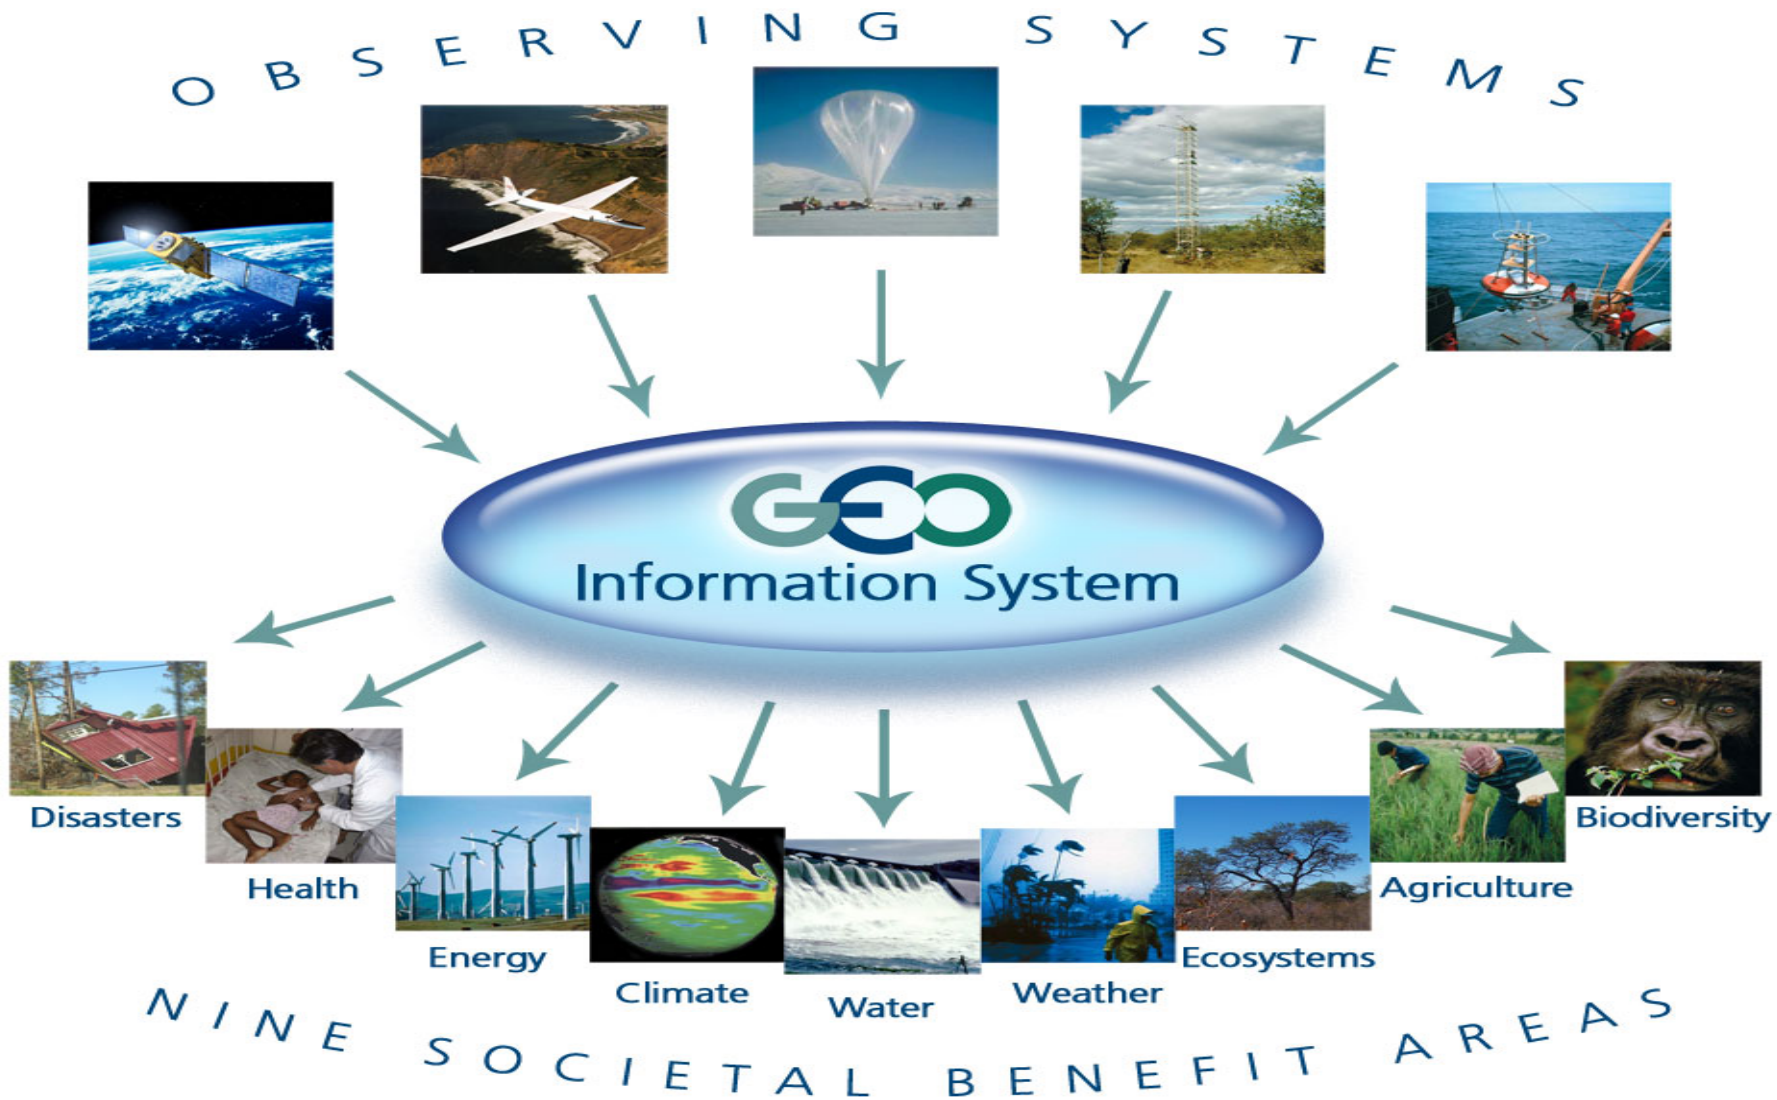 OBSERVING SYSTEMS
GEO
Information System
Disasters
Health
Energy
Climate
Water
Weather
Ecosystems
Agriculture
Biodiversity
NINE SOCIETAL BENEFIT AREAS